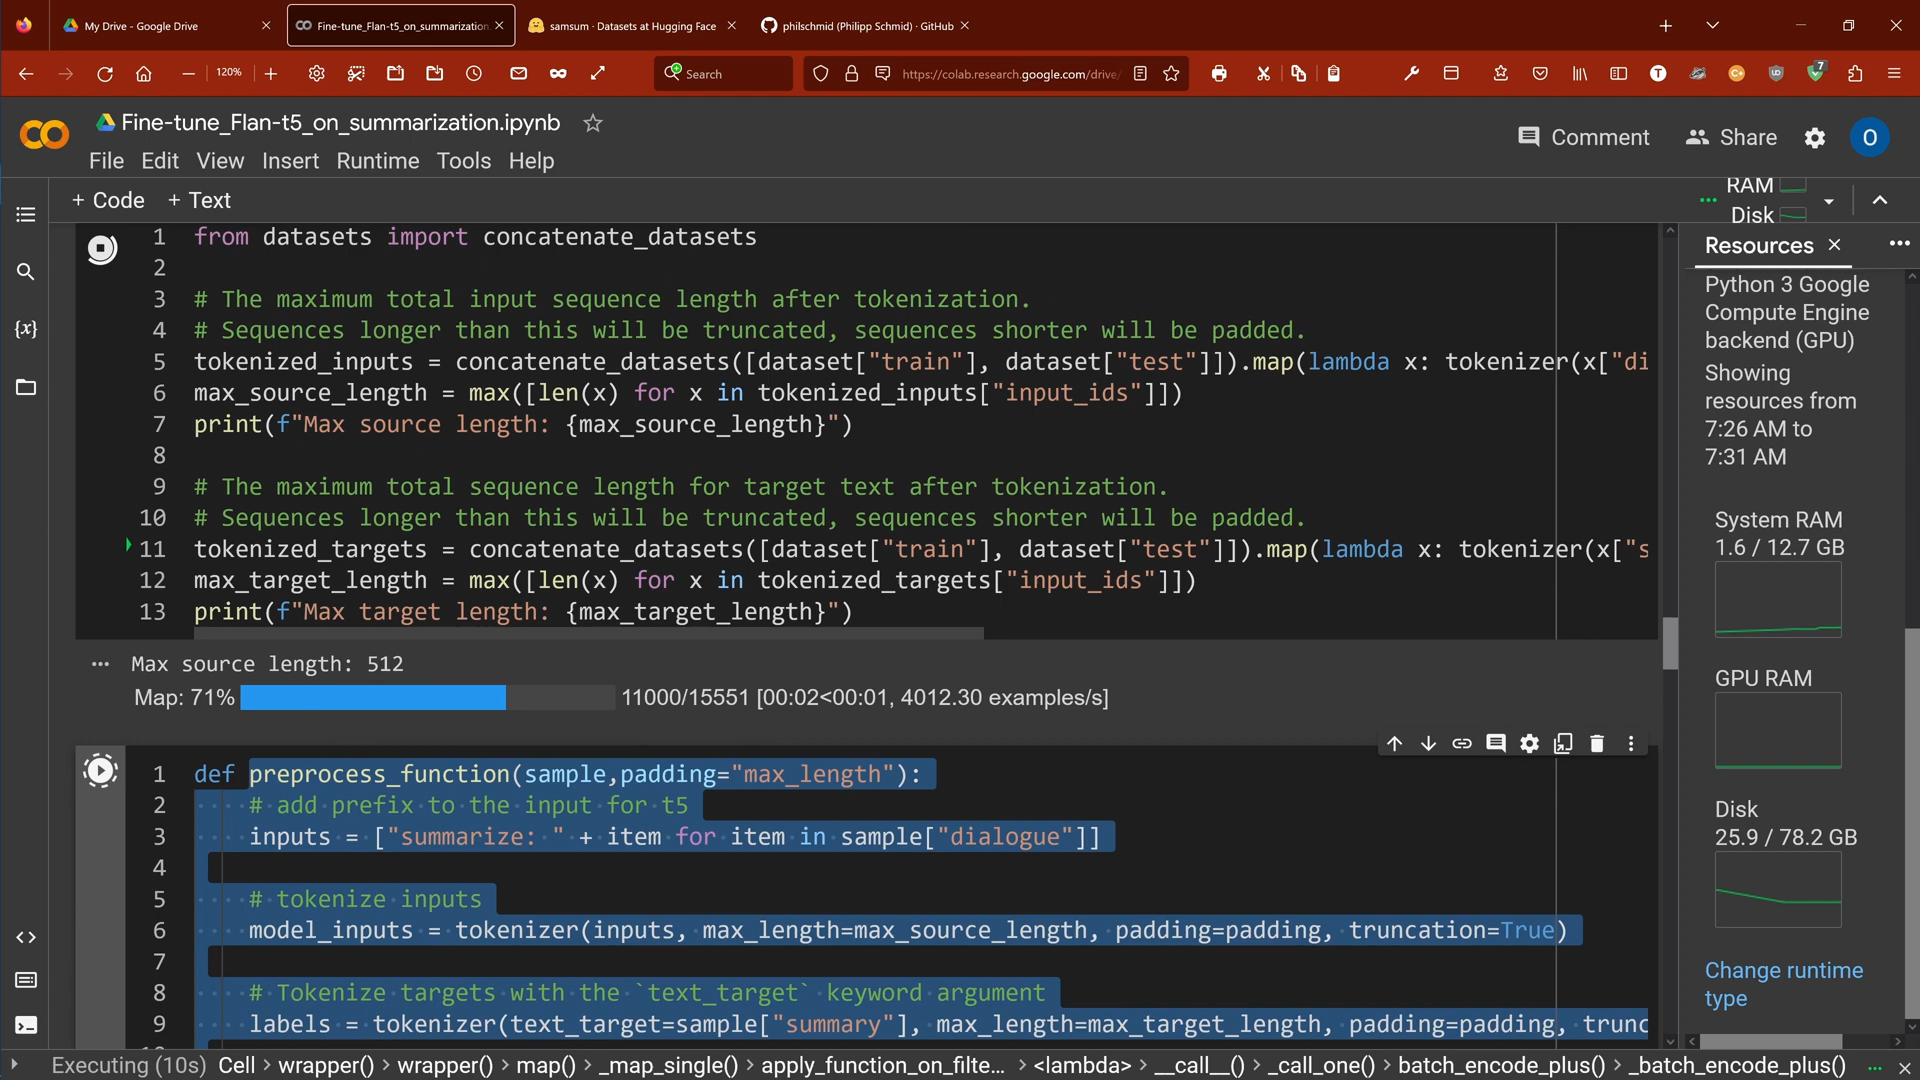 My Drive - Google Drive
Fine-tune_Flan-t5_on_summarization.
samsum · Datasets at Hugging Face
philschmid (Philipp Schmid) · GitHub
120%
Search
https://colab.research.google.com/drive/
7
Fine-tune_Flan-t5_on_summarization.ipynb
Comment
Share
O
File Edit View Insert Runtime Tools Help
+ Code + Text
RAM
Disk
1 from datasets import concatenate_datasets
2
3 # The maximum total input sequence length after tokenization.
4 # Sequences longer than this will be truncated, sequences shorter will be padded.
5 tokenized_inputs = concatenate_datasets([dataset["train"], dataset["test"]]).map(lambda x: tokenizer(x["di
6 max_source_length = max([len(x) for x in tokenized_inputs["input_ids"]])
7 print(f"Max source length: {max_source_length}")
8
9 # The maximum total sequence length for target text after tokenization.
10 # Sequences longer than this will be truncated, sequences shorter will be padded.
11 tokenized_targets = concatenate_datasets([dataset["train"], dataset["test"]]).map(lambda x: tokenizer(x["s
12 max_target_length = max([len(x) for x in tokenized_targets["input_ids"]])
13 print(f"Max target length: {max_target_length}")
Max source length: 512
Map: 71% 11000/15551 [00:02<00:01, 4012.30 examples/s]
1 def preprocess_function(sample,padding="max_length"):
2 # add prefix to the input for t5
3 inputs = ["summarize: " + item for item in sample["dialogue"]]
4
5 # tokenize inputs
6 model_inputs = tokenizer(inputs, max_length=max_source_length, padding=padding, truncation=True)
7
8 # Tokenize targets with the `text_target` keyword argument
9 labels = tokenizer(text_target=sample["summary"], max_length=max_target_length, padding=padding, trunc
Resources
Python 3 Google
Compute Engine
backend (GPU)
Showing
resources from
7:26 AM to
7:31 AM
System RAM
1.6 / 12.7 GB
GPU RAM
Disk
25.9 / 78.2 GB
Change runtime
type
Executing (10s) Cell > wrapper() > wrapper() > map() > _map_single() > apply_function_on_filte... > <lambda> > __call__() > _call_one() > batch_encode_plus() > _batch_encode_plus()